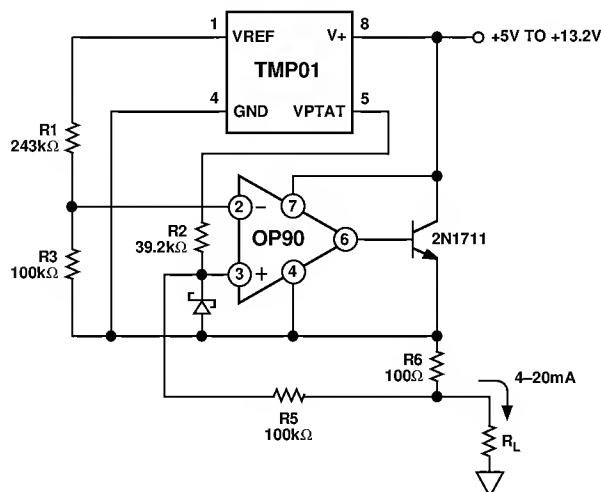 1
VREF
V+
8
+5V TO +13.2V
TMP01
4
GND
VPTAT
5
R1
243kΩ
R2
39.2kΩ
2
−
7
OP90
6
2N1711
3
+
4
R3
100kΩ
R6
100Ω
4–20mA
R5
100kΩ
RL